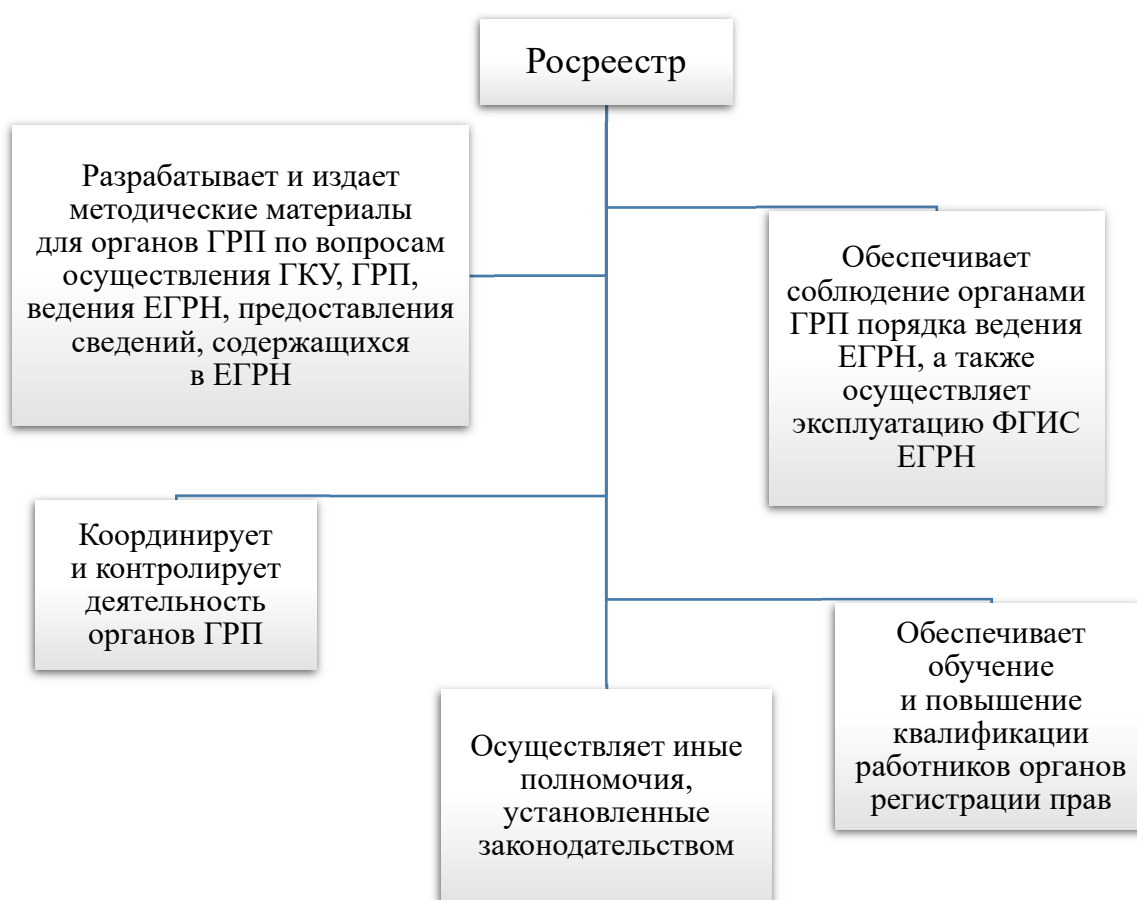 Росреестр
Разрабатывает и издает
методические материалы
для органов ГРП по вопросам
осуществления ГКУ, ГРП,
ведения ЕГРН, предоставления
сведений, содержащихся
в ЕГРН
Обеспечивает
соблюдение органами
ГРП порядка ведения
ЕГРН, а также
осуществляет
эксплуатацию ФГИС
ЕГРН
Координирует
и контролирует
деятельность
органов ГРП
Обеспечивает
обучение
и повышение
квалификации
работников органов
регистрации прав
Осуществляет иные
полномочия,
установленные
законодательством